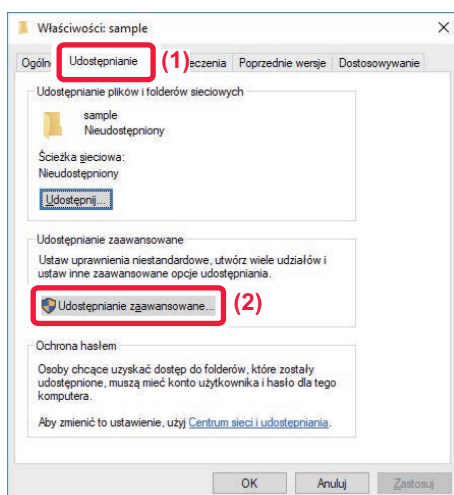 Właściwości: sample
Ogóln Udostępnianie (1) eczenia Poprzednie wersje Dostosowywanie
Udostępnianie plików i folderów sieciowych
sample
Nieudostępniony
Ścieżka sieciowa:
Nieudostępniony
Udostępnij...
Udostępnianie zaawansowane
Ustaw uprawnienia niestandardowe, utwórz wiele udziałów i
ustaw inne zaawansowane opcje udostępniania.
Udostępnianie zaawansowane... (2)
Ochrona hasłem
Osoby chcące uzyskać dostęp do folderów, które zostały
udostępnione, muszą mieć konto użytkownika i hasło dla tego
komputera.
Aby zmienić to ustawienie, użyj Centrum sieci i udostępniania.
OK Anuluj Zastosuj